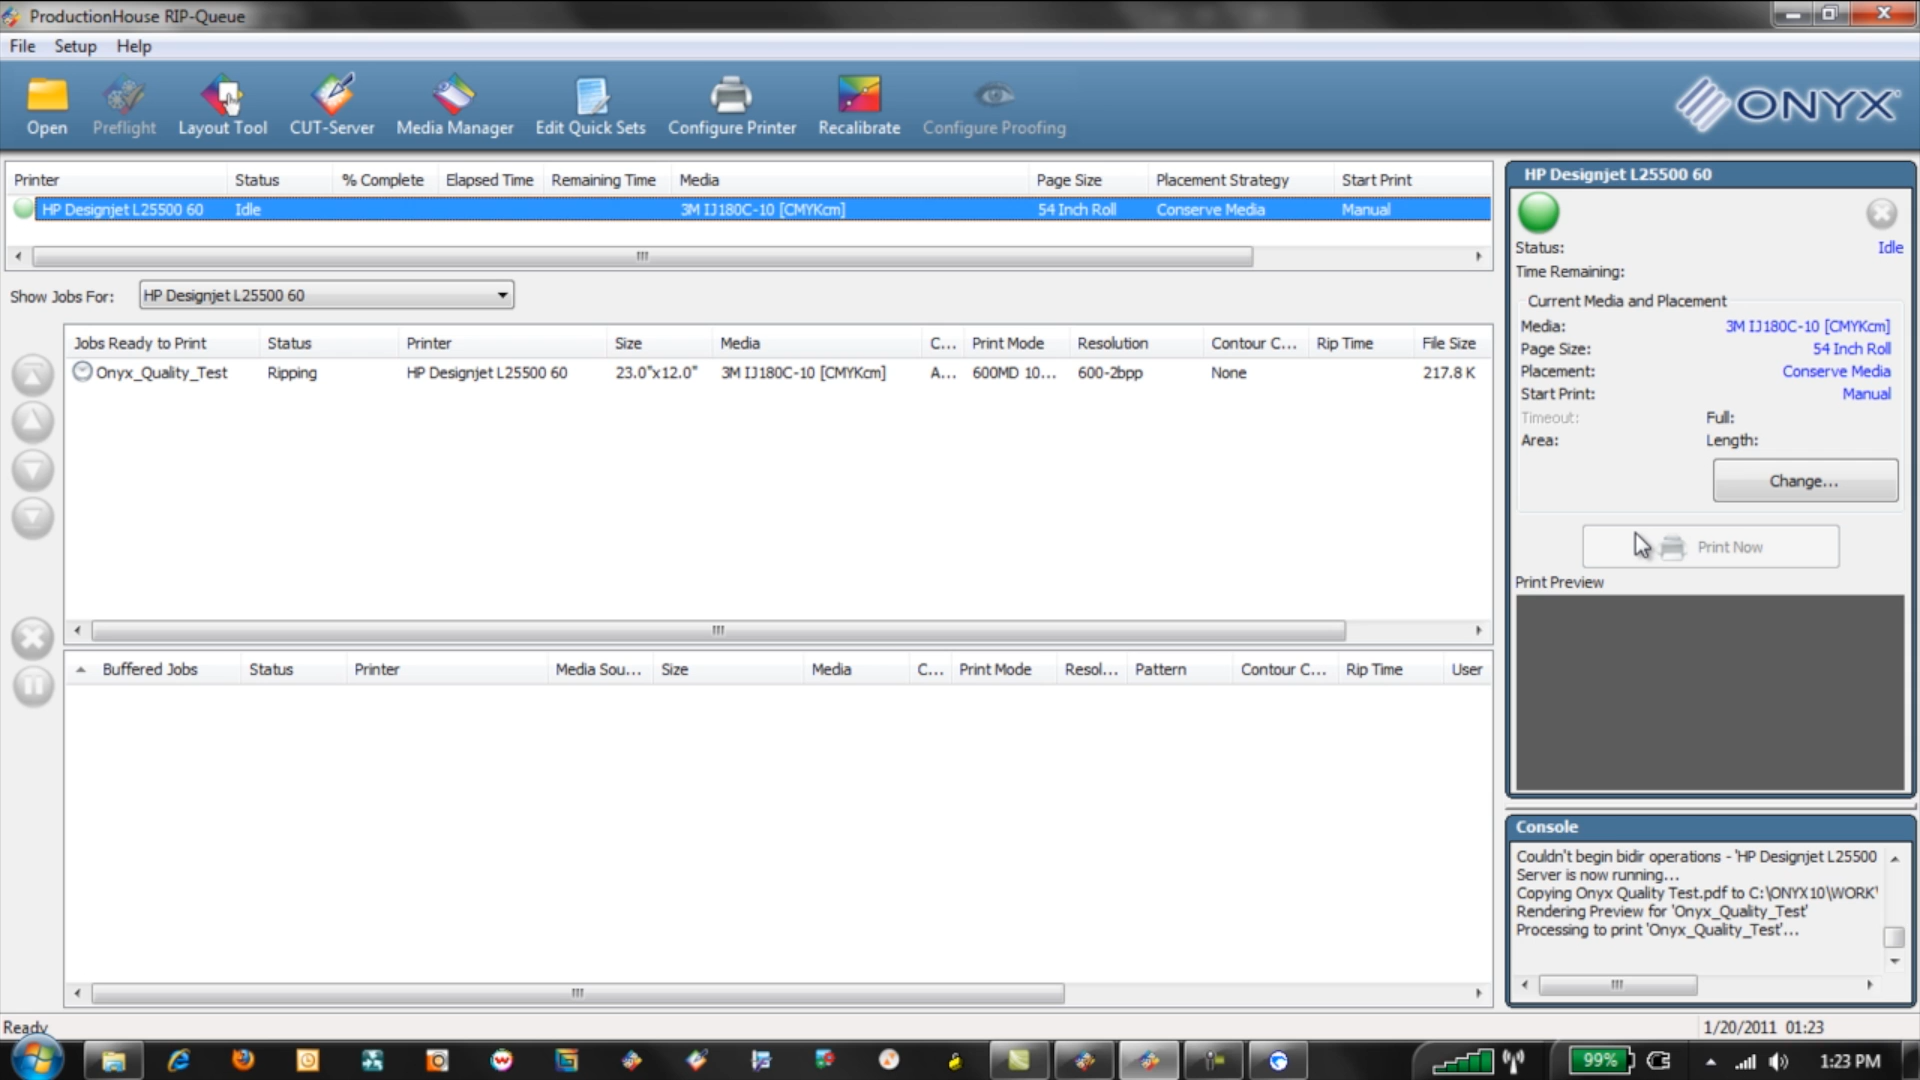 ProductionHouse RIP-Queue
File Setup Help
Open Preflight Layout Tool CUT-Server Media Manager Edit Quick Sets Configure Printer Recalibrate Configure Proofing
ONYX
Printer Status % Complete Elapsed Time Remaining Time Media Page Size Placement Strategy Start Print
HP Designjet L25500 60 Idle 3M IJ180C-10 [CMYKcm] 54 Inch Roll Conserve Media Manual
Show Jobs For: HP Designjet L25500 60
Jobs Ready to Print Status Printer Size Media C... Print Mode Resolution Contour C... Rip Time File Size
Onyx_Quality_Test Ripping HP Designjet L25500 60 23.0"x12.0" 3M IJ180C-10 [CMYKcm] A... 600MD 10... 600-2bpp None 217.8 K
Buffered Jobs Status Printer Media Sou... Size Media C... Print Mode Resol... Pattern Contour C... Rip Time User
HP Designjet L25500 60
Status: Idle
Time Remaining:
Current Media and Placement
Media: 3M IJ180C-10 [CMYKcm]
Page Size: 54 Inch Roll
Placement: Conserve Media
Start Print: Manual
Timeout: Full:
Area: Length:
Change...
Print Now
Print Preview
Console
Couldn't begin bidir operations - 'HP Designjet L25500
Server is now running...
Copying Onyx Quality Test.pdf to C:\ONYX10\WORK\
Rendering Preview for 'Onyx_Quality_Test'
Processing to print 'Onyx_Quality_Test'...
Ready 1/20/2011 01:23
99% 1:23 PM